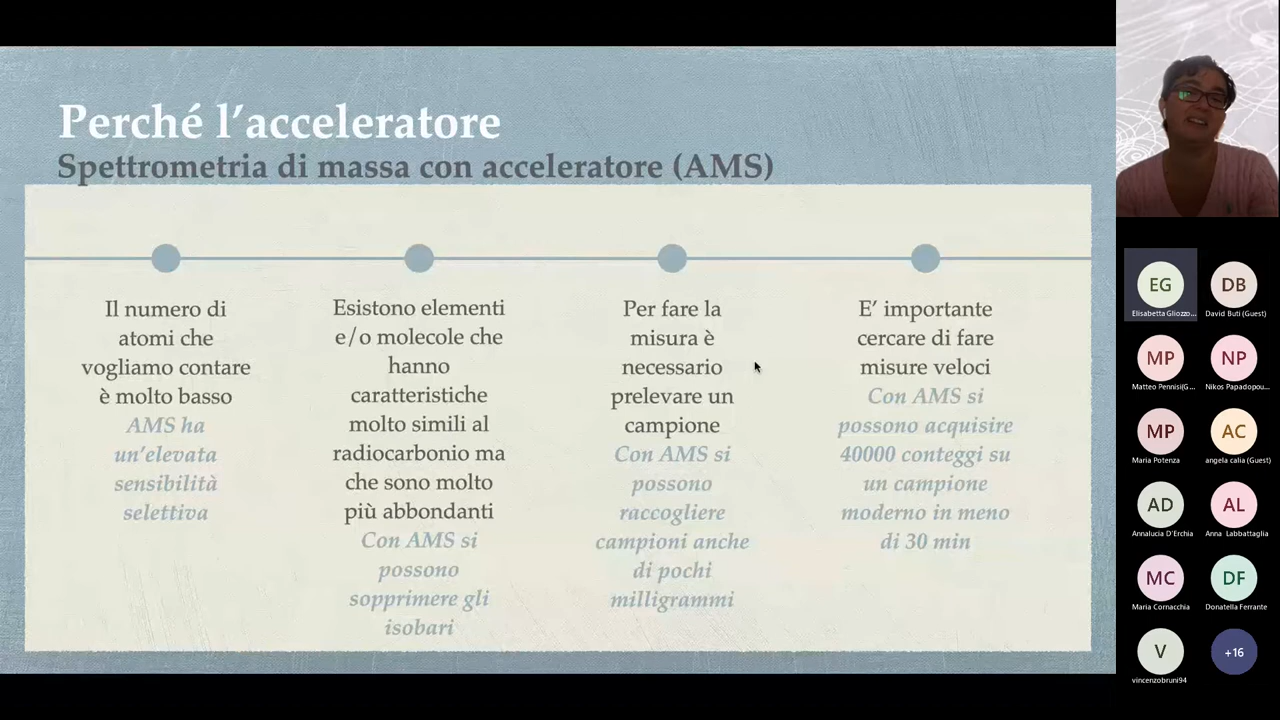 Perché l'acceleratore
Spettrometria di massa con acceleratore (AMS)
Il numero di
atomi che
vogliamo contare
è molto basso
AMS ha
un'elevata
sensibilità
selettiva
Esistono elementi
e/o molecole che
hanno
caratteristiche
molto simili al
radiocarbonio ma
che sono molto
più abbondanti
Con AMS si
possono
sopprimere gli
isobari
Per fare la
misura è
necessario
prelevare un
campione
Con AMS si
possono
raccogliere
campioni anche
di pochi
milligrammi
E' importante
cercare di fare
misure veloci
Con AMS si
possono acquisire
40000 conteggi su
un campione
moderno in meno
di 30 min
EG
Elisabetta Gliozzo...
DB
David Buti (Guest)
MP
Matteo Pennisi(G...
NP
Nikos Papadopou...
MP
Maria Potenza
AC
angela calia (Guest)
AD
Annalucia D'Erchia
AL
Anna Labbattaglia
MC
Maria Cornacchia
DF
Donatella Ferrante
V
vincenzobruni94
+16